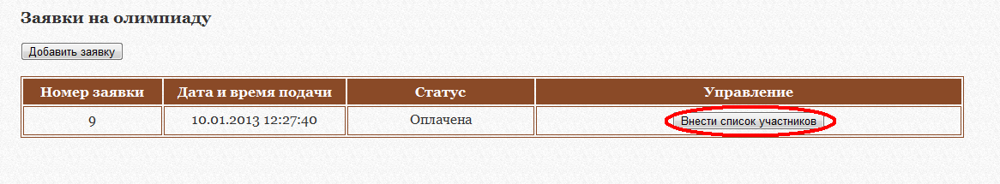 Заявки на олимпиаду
Добавить заявку
Номер заявки Дата и время подачи Статус Управление
9 10.01.2013 12:27:40 Оплачена Внести список участников